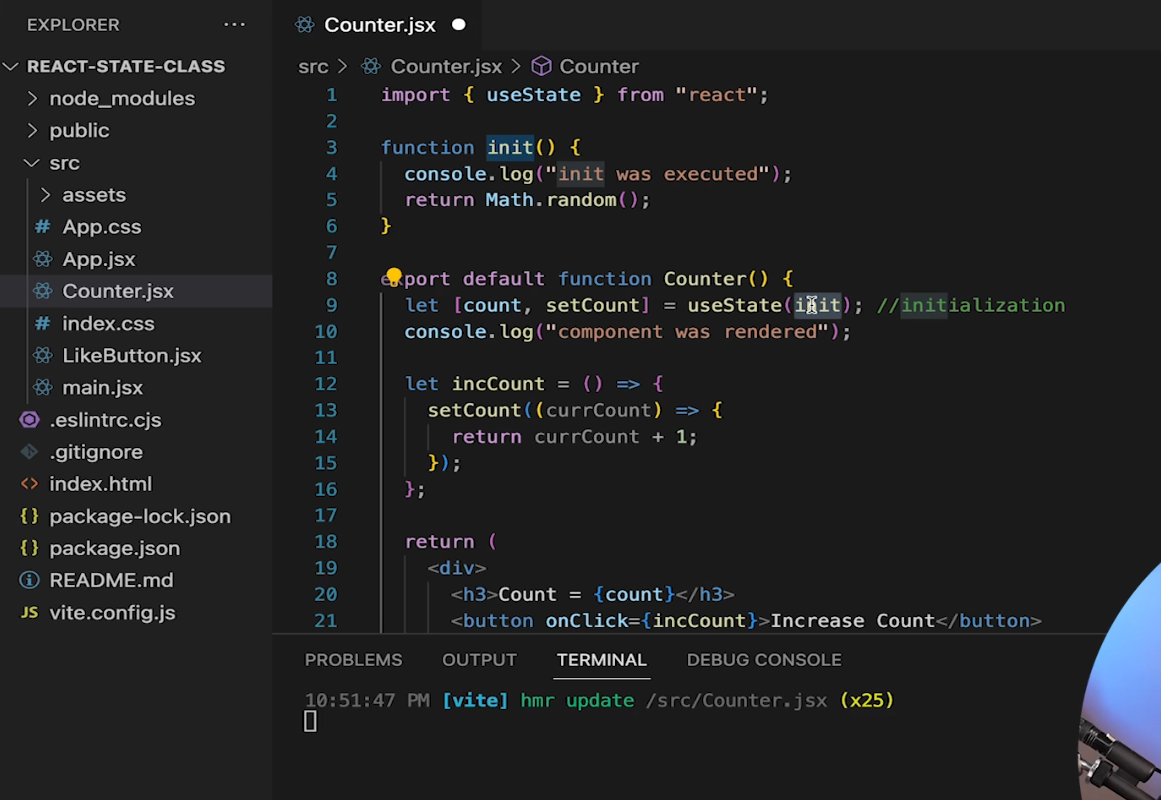 EXPLORER ...
REACT-STATE-CLASS
node_modules
public
src
assets
# App.css
App.jsx
Counter.jsx
# index.css
LikeButton.jsx
main.jsx
.eslintrc.cjs
.gitignore
<> index.html
{} package-lock.json
{} package.json
README.md
JS vite.config.js
Counter.jsx
src > Counter.jsx > Counter
1 import { useState } from "react";
2
3 function init() {
4 console.log("init was executed");
5 return Math.random();
6 }
7
8 export default function Counter() {
9 let [count, setCount] = useState(init); //initialization
10 console.log("component was rendered");
11
12 let incCount = () => {
13 setCount((currCount) => {
14 return currCount + 1;
15 });
16 };
17
18 return (
19 <div>
20 <h3>Count = {count}</h3>
21 <button onClick={incCount}>Increase Count</button>
PROBLEMS OUTPUT TERMINAL DEBUG CONSOLE
10:51:47 PM [vite] hmr update /src/Counter.jsx (x25)